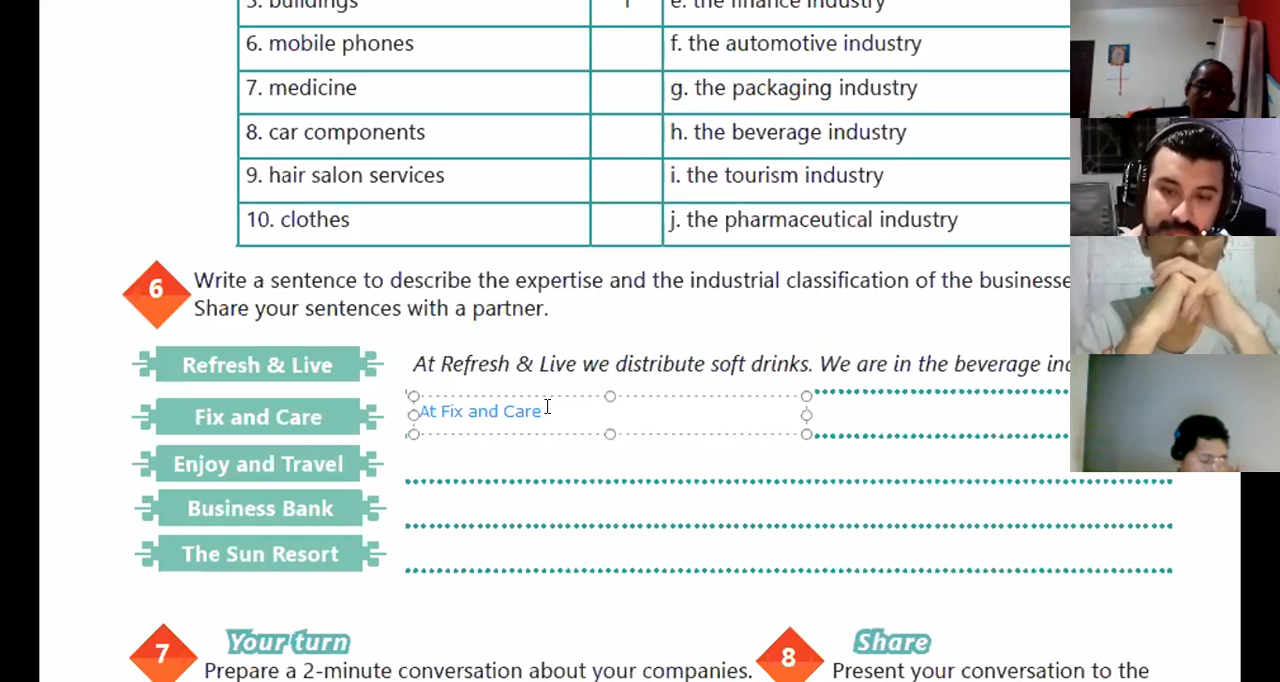 5. buildings
e. the finance industry
6. mobile phones
f. the automotive industry
7. medicine
g. the packaging industry
8. car components
h. the beverage industry
9. hair salon services
i. the tourism industry
10. clothes
j. the pharmaceutical industry
6
Write a sentence to describe the expertise and the industrial classification of the businesse
Share your sentences with a partner.
Refresh & Live
At Refresh & Live we distribute soft drinks. We are in the beverage ind
Fix and Care
At Fix and Care
Enjoy and Travel
Business Bank
The Sun Resort
7
Your turn
Prepare a 2-minute conversation about your companies.
8
Share
Present your conversation to the